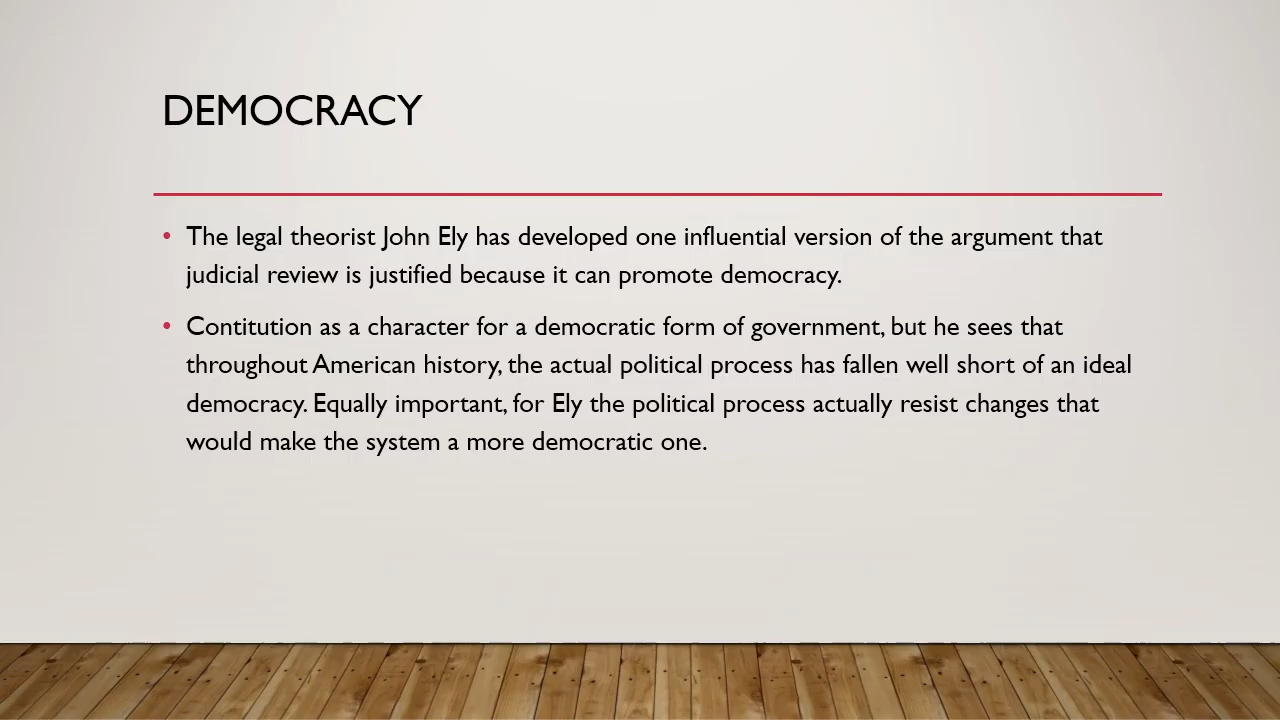 DEMOCRACY
• The legal theorist John Ely has developed one influential version of the argument that
judicial review is justified because it can promote democracy.
• Contitution as a character for a democratic form of government, but he sees that
throughout American history, the actual political process has fallen well short of an ideal
democracy. Equally important, for Ely the political process actually resist changes that
would make the system a more democratic one.